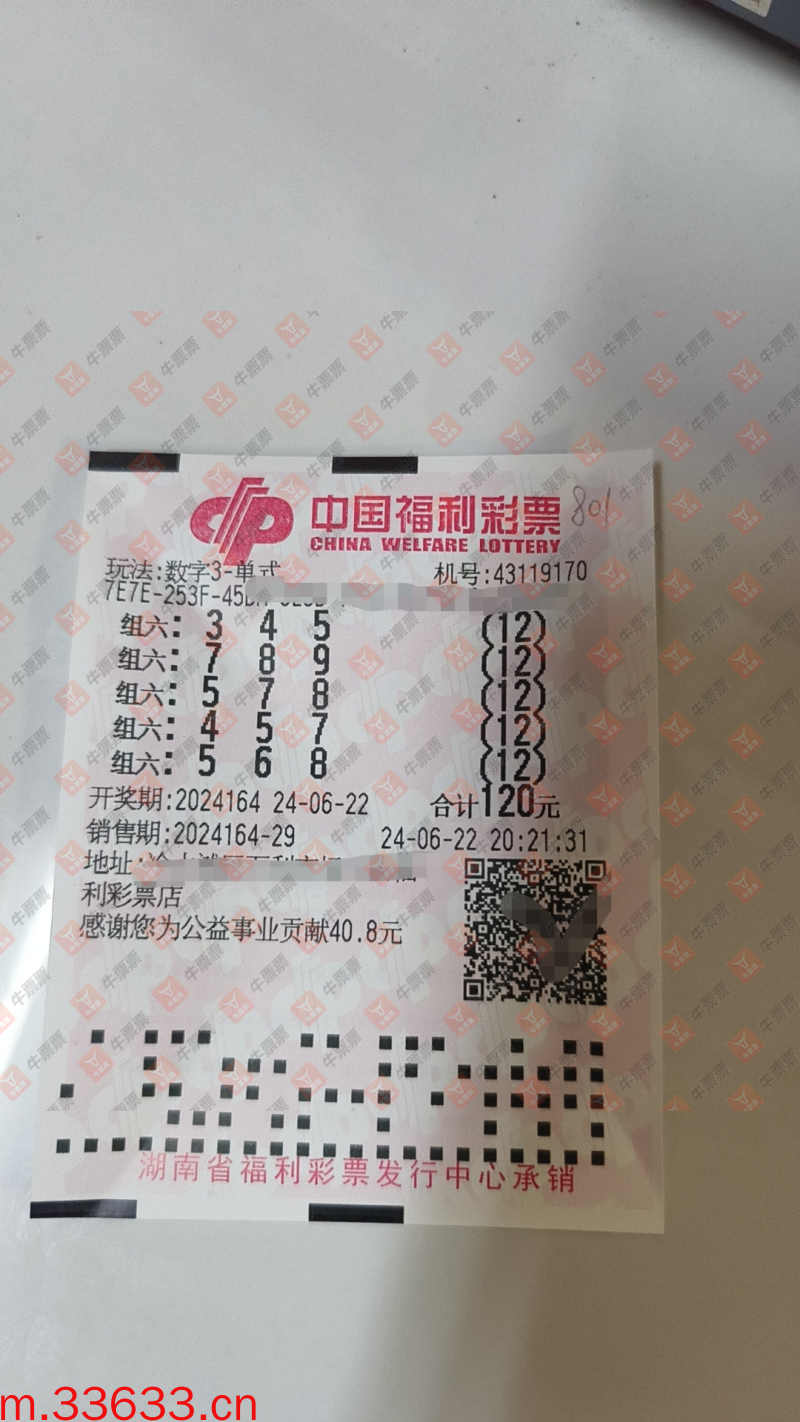 中国福利彩票
801
CHINA WELFARE LOTTERY
玩法:数字3-单式 机号:43119170
7E7E-253F-45
组六: 3 4 5 (12)
组六: 7 8 9 (12)
组六: 5 7 8 (12)
组六: 4 5 7 (12)
组六: 5 6 8 (12)
开奖期:2024164 24-06-22 合计120元
销售期:2024164-29 24-06-22 20:21:31
地址:
利彩票店
感谢您为公益事业贡献40.8元
湖南省福利彩票发行中心承销
牛票票
m.33633.cn